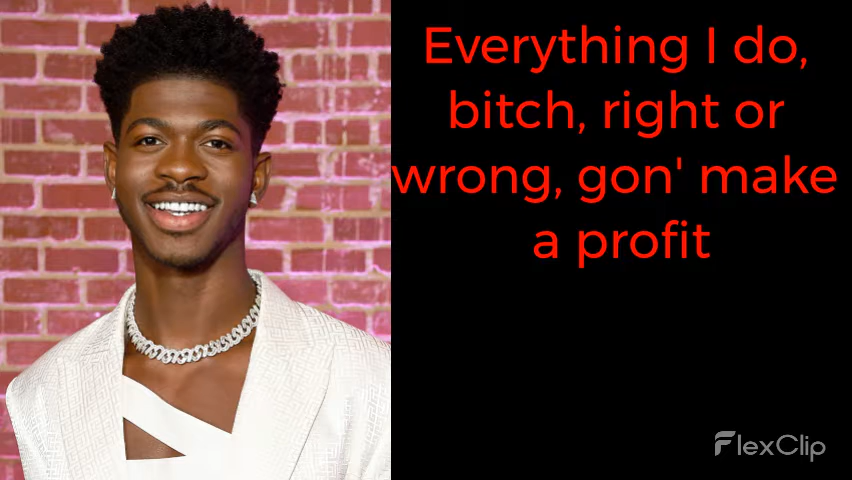 Everything I do,
bitch, right or
wrong, gon' make
a profit
FlexClip